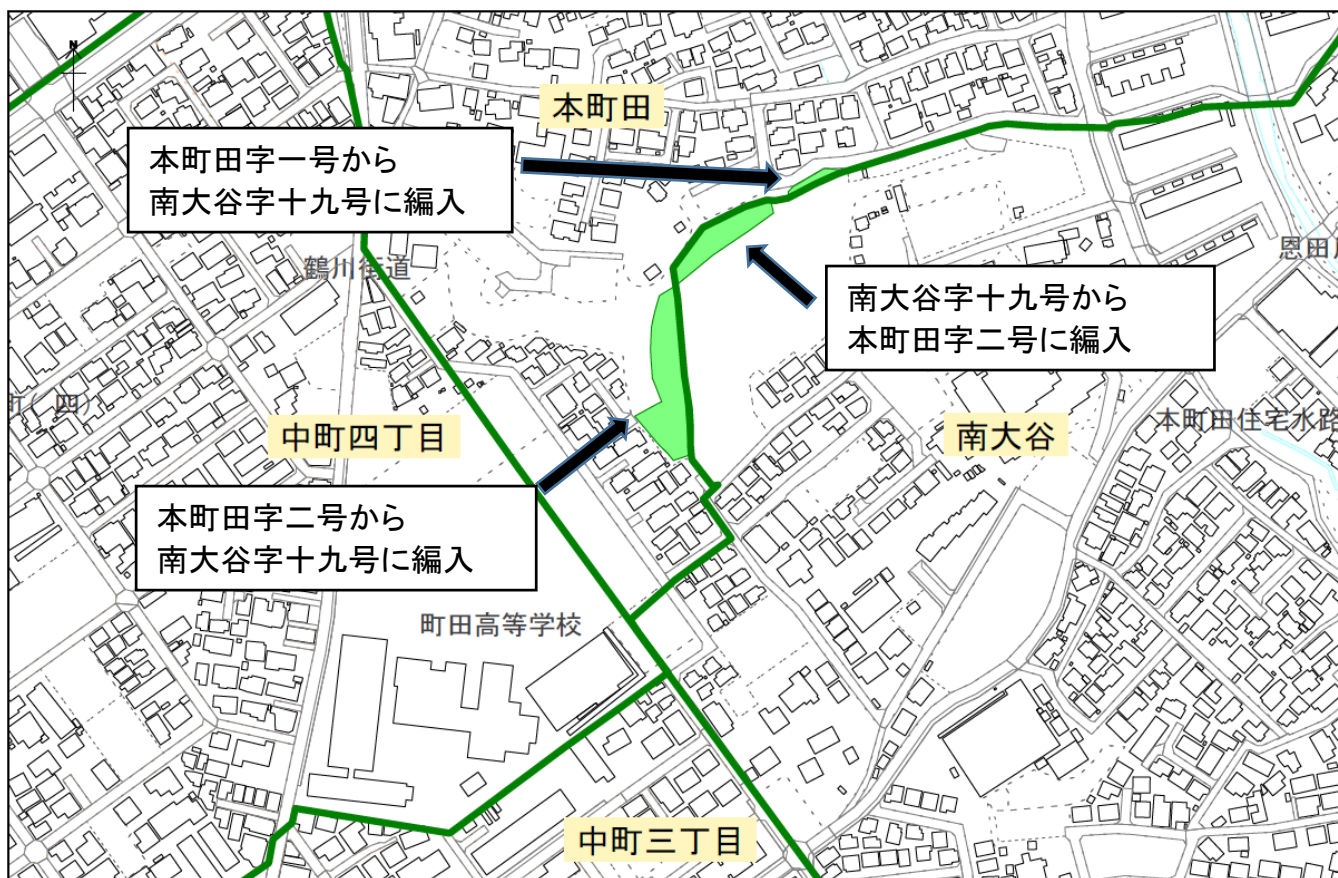 N
本町田
本町田字一号から
南大谷字十九号に編入
鶴川街道
恩田
南大谷字十九号から
本町田字二号に編入
町(四)
中町四丁目
南大谷
本町田住宅水路
本町田字二号から
南大谷字十九号に編入
町田高等学校
中町三丁目